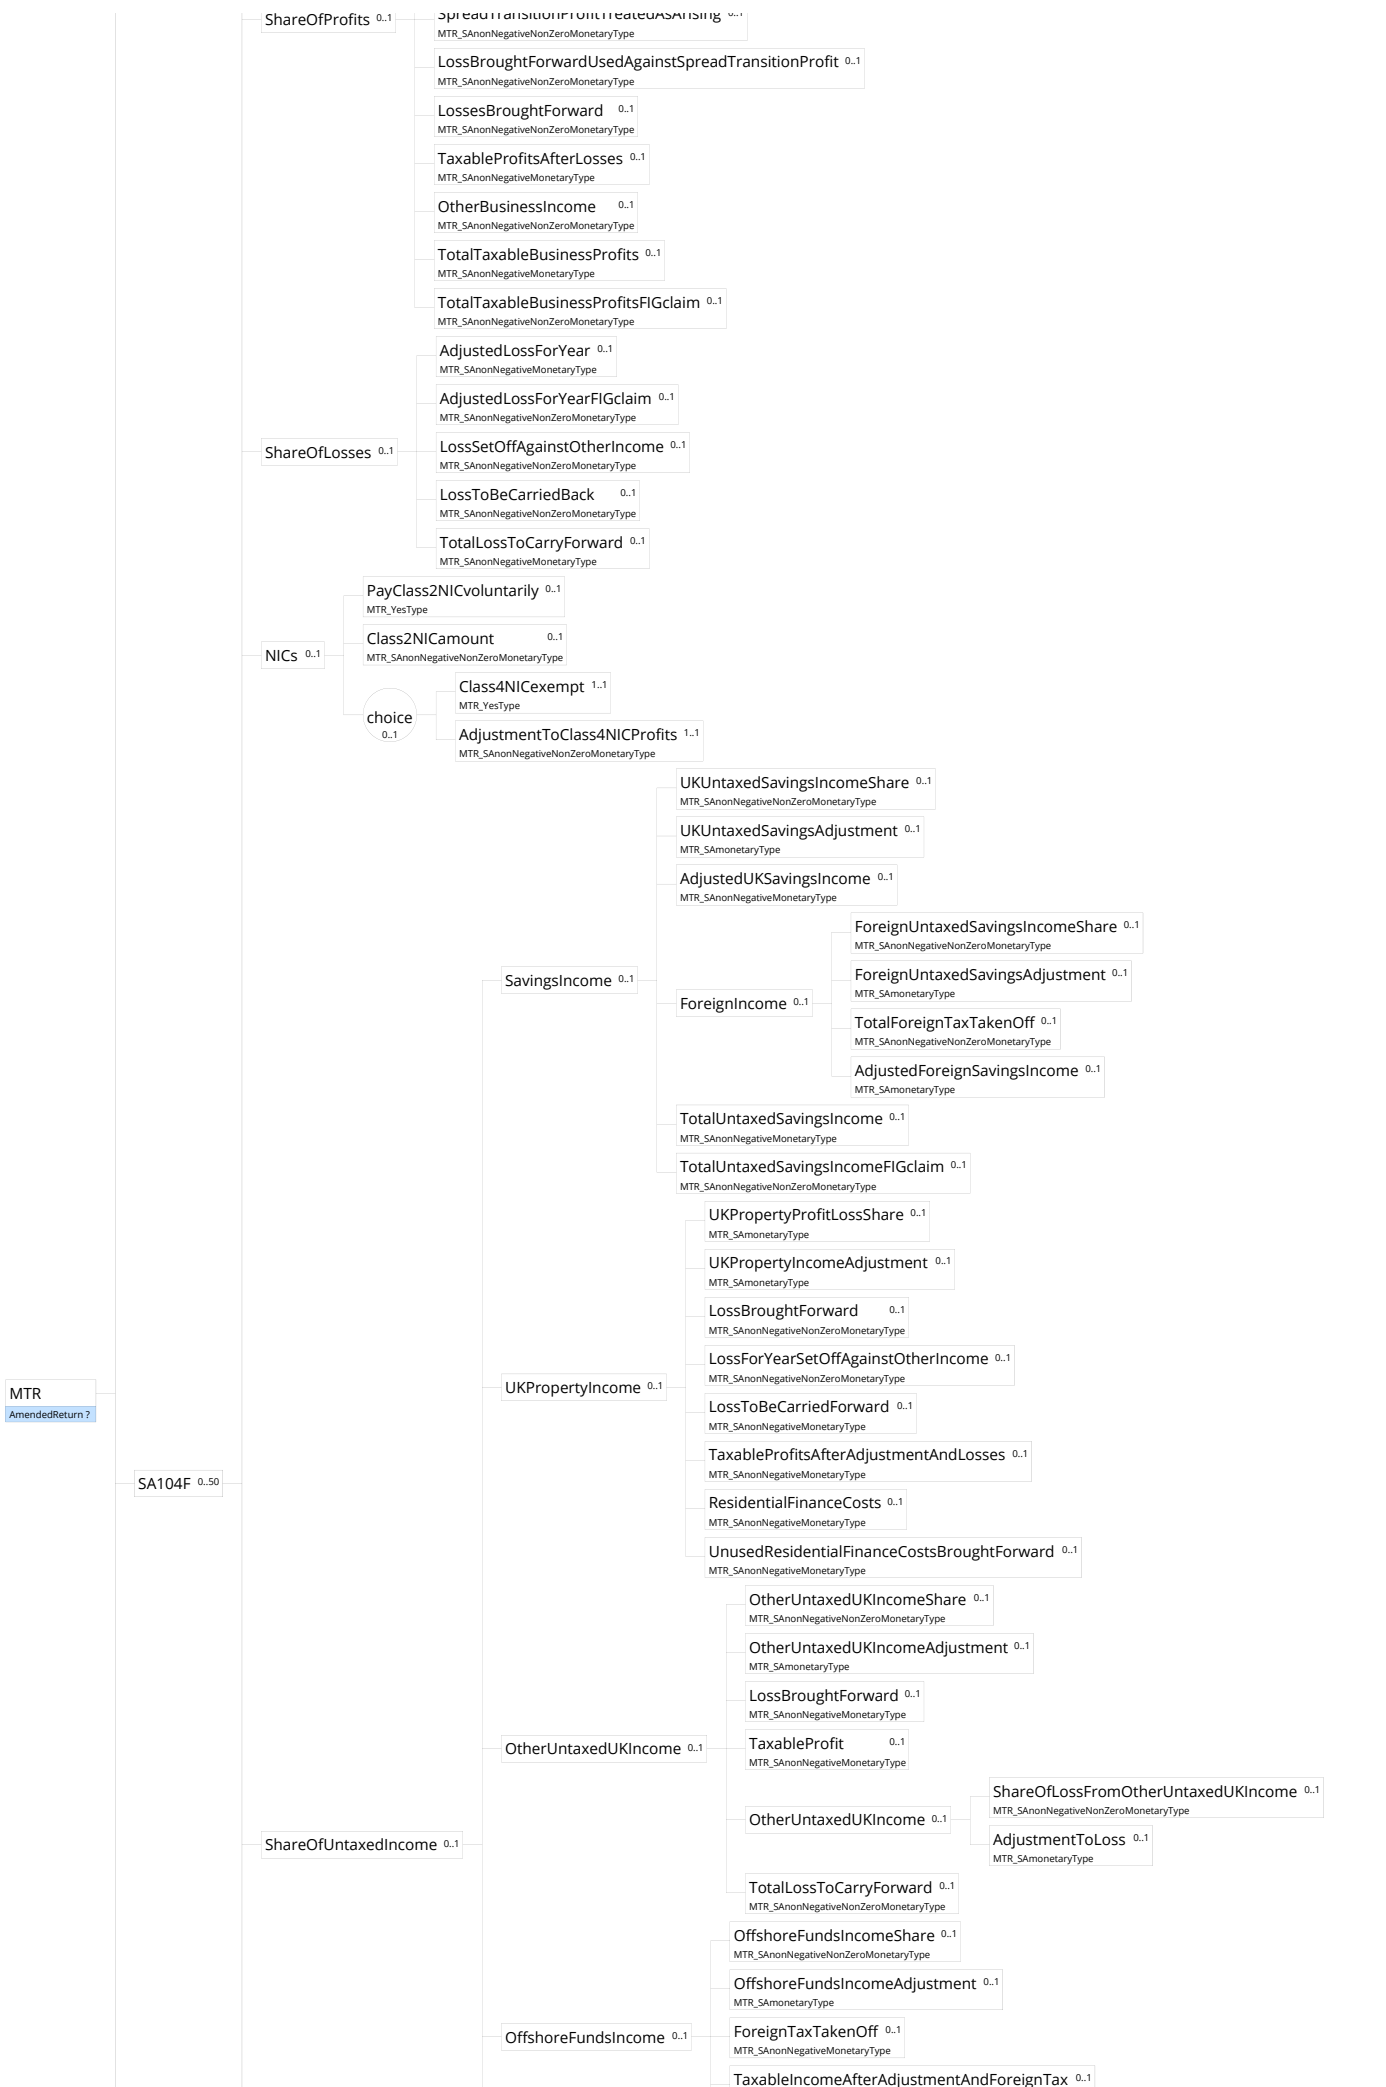 ShareOfProfits 0..1
SpreadTransitionProfitTreatedAsArising 0..1
MTR_SAnonNegativeNonZeroMonetaryType
LossBroughtForwardUsedAgainstSpreadTransitionProfit 0..1
MTR_SAnonNegativeNonZeroMonetaryType
LossesBroughtForward 0..1
MTR_SAnonNegativeNonZeroMonetaryType
TaxableProfitsAfterLosses 0..1
MTR_SAnonNegativeMonetaryType
OtherBusinessIncome 0..1
MTR_SAnonNegativeNonZeroMonetaryType
TotalTaxableBusinessProfits 0..1
MTR_SAnonNegativeMonetaryType
TotalTaxableBusinessProfitsFIGclaim 0..1
MTR_SAnonNegativeNonZeroMonetaryType
AdjustedLossForYear 0..1
MTR_SAnonNegativeMonetaryType
AdjustedLossForYearFIGclaim 0..1
MTR_SAnonNegativeNonZeroMonetaryType
ShareOfLosses 0..1
LossSetOffAgainstOtherIncome 0..1
MTR_SAnonNegativeNonZeroMonetaryType
LossToBeCarriedBack 0..1
MTR_SAnonNegativeNonZeroMonetaryType
TotalLossToCarryForward 0..1
MTR_SAnonNegativeMonetaryType
PayClass2NICvoluntarily 0..1
MTR_YesType
NICs 0..1
Class2NICamount 0..1
MTR_SAnonNegativeNonZeroMonetaryType
choice
0..1
Class4NICexempt 1..1
MTR_YesType
AdjustmentToClass4NICProfits 1..1
MTR_SAnonNegativeNonZeroMonetaryType
UKUntaxedSavingsIncomeShare 0..1
MTR_SAnonNegativeNonZeroMonetaryType
UKUntaxedSavingsAdjustment 0..1
MTR_SAmonetaryType
AdjustedUKSavingsIncome 0..1
MTR_SAnonNegativeMonetaryType
SavingsIncome 0..1
ForeignIncome 0..1
ForeignUntaxedSavingsIncomeShare 0..1
MTR_SAnonNegativeNonZeroMonetaryType
ForeignUntaxedSavingsAdjustment 0..1
MTR_SAmonetaryType
TotalForeignTaxTakenOff 0..1
MTR_SAnonNegativeNonZeroMonetaryType
AdjustedForeignSavingsIncome 0..1
MTR_SAmonetaryType
TotalUntaxedSavingsIncome 0..1
MTR_SAnonNegativeMonetaryType
TotalUntaxedSavingsIncomeFIGclaim 0..1
MTR_SAnonNegativeNonZeroMonetaryType
UKPropertyProfitLossShare 0..1
MTR_SAmonetaryType
UKPropertyIncomeAdjustment 0..1
MTR_SAmonetaryType
LossBroughtForward 0..1
MTR_SAnonNegativeNonZeroMonetaryType
LossForYearSetOffAgainstOtherIncome 0..1
MTR_SAnonNegativeNonZeroMonetaryType
UKPropertyIncome 0..1
MTR
AmendedReturn ?
LossToBeCarriedForward 0..1
MTR_SAnonNegativeMonetaryType
TaxableProfitsAfterAdjustmentAndLosses 0..1
MTR_SAnonNegativeMonetaryType
SA104F 0..50
ResidentialFinanceCosts 0..1
MTR_SAnonNegativeMonetaryType
UnusedResidentialFinanceCostsBroughtForward 0..1
MTR_SAnonNegativeMonetaryType
OtherUntaxedUKIncomeShare 0..1
MTR_SAnonNegativeNonZeroMonetaryType
OtherUntaxedUKIncomeAdjustment 0..1
MTR_SAmonetaryType
LossBroughtForward 0..1
MTR_SAnonNegativeMonetaryType
OtherUntaxedUKIncome 0..1
TaxableProfit 0..1
MTR_SAnonNegativeMonetaryType
OtherUntaxedUKIncome 0..1
ShareOfLossFromOtherUntaxedUKIncome 0..1
MTR_SAnonNegativeNonZeroMonetaryType
AdjustmentToLoss 0..1
MTR_SAmonetaryType
ShareOfUntaxedIncome 0..1
TotalLossToCarryForward 0..1
MTR_SAnonNegativeNonZeroMonetaryType
OffshoreFundsIncomeShare 0..1
MTR_SAnonNegativeNonZeroMonetaryType
OffshoreFundsIncomeAdjustment 0..1
MTR_SAmonetaryType
OffshoreFundsIncome 0..1
ForeignTaxTakenOff 0..1
MTR_SAnonNegativeMonetaryType
TaxableIncomeAfterAdjustmentAndForeignTax 0..1